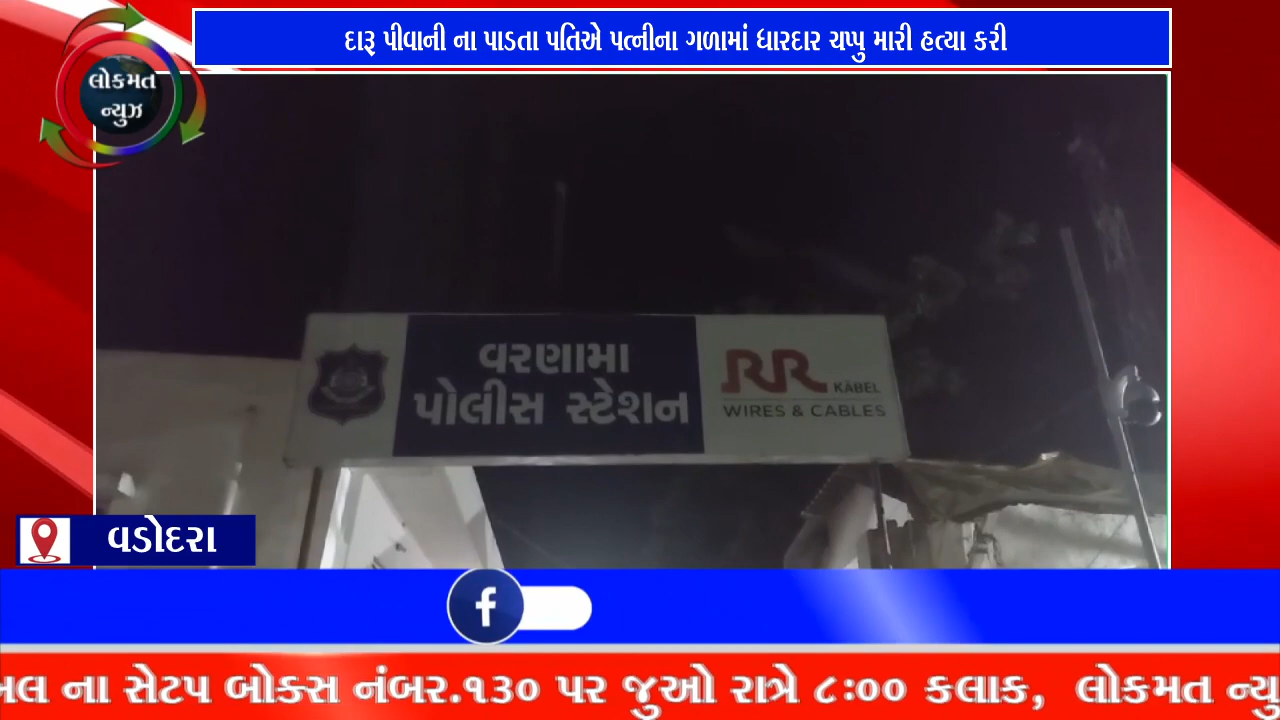 દારૂ પીવાની ના પાડતા પતિએ પત્નીના ગળામાં ધારદાર ચપ્પુ મારી હત્યા કરી
લોકમત
ન્યુઝ
વરણામા
પોલીસ સ્ટેશન
RR KABEL
WIRES & CABLES
વડોદરા
f
ના સેટપ બોક્સ નંબર.૧૩૦ પર જુઓ રાત્રે ૮:૦૦ કલાક, લોકમત